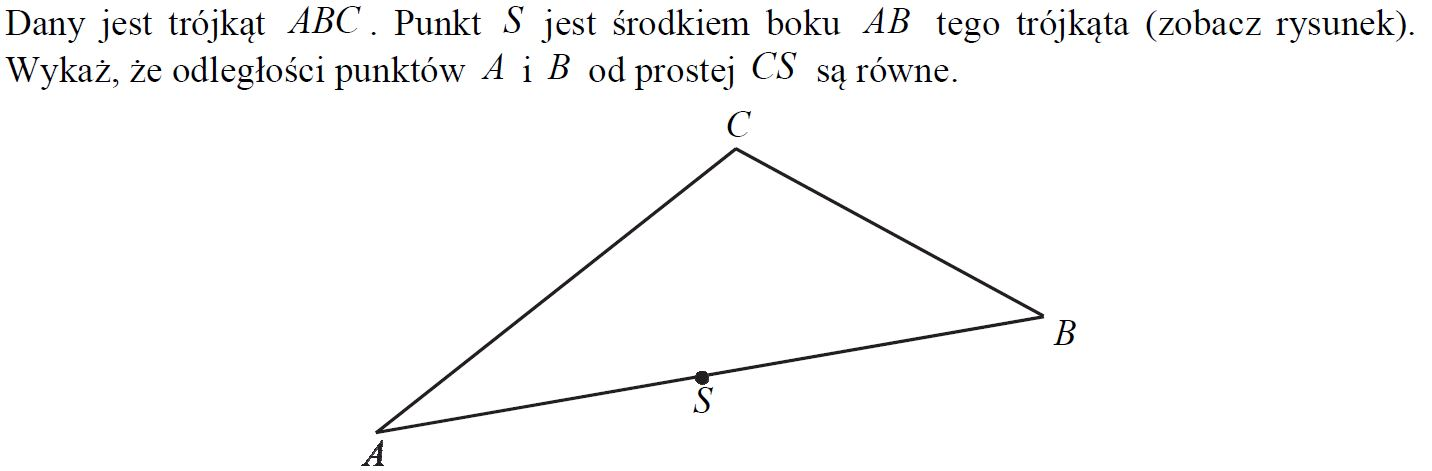 Dany jest trójkąt ABC. Punkt S jest środkiem boku AB tego trójkąta (zobacz rysunek).
Wykaż, że odległości punktów A i B od prostej CS są równe.
C
B
S
A